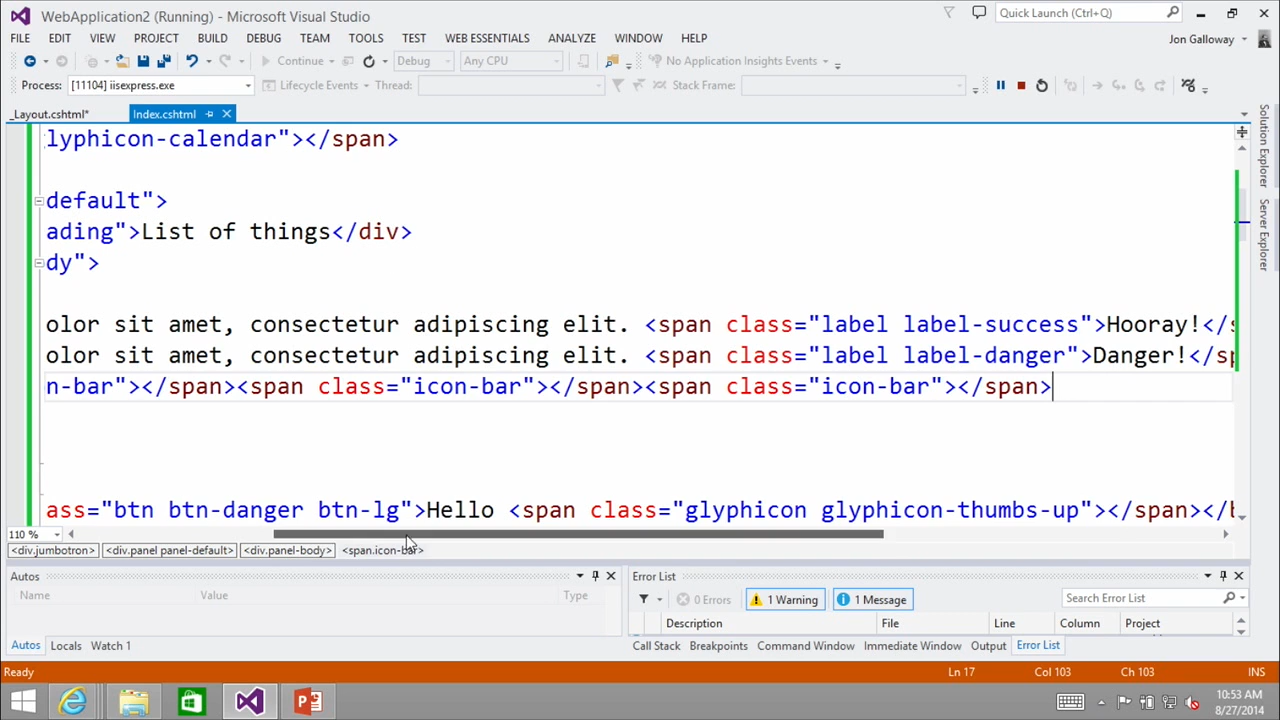 WebApplication2 (Running) - Microsoft Visual Studio
Quick Launch (Ctrl+Q)
FILE EDIT VIEW PROJECT BUILD DEBUG TEAM TOOLS TEST WEB ESSENTIALS ANALYZE WINDOW HELP
Jon Galloway
Continue Debug Any CPU No Application Insights Events
Process: [11104] iisexpress.exe Lifecycle Events Thread: Stack Frame:
_Layout.cshtml* Index.cshtml
Solution Explorer
Server Explorer
lyphicon-calendar"></span>
default">
ading">List of things</div>
dy">
olor sit amet, consectetur adipiscing elit. <span class="label label-success">Hooray!</s
olor sit amet, consectetur adipiscing elit. <span class="label label-danger">Danger!</sp
n-bar"></span><span class="icon-bar"></span><span class="icon-bar"></span>
ass="btn btn-danger btn-lg">Hello <span class="glyphicon glyphicon-thumbs-up"></span></b
110 %
<div.jumbotron> <div.panel panel-default> <div.panel-body> <span.icon-bar>
Autos
Name Value Type
Error List
0 Errors 1 Warning 1 Message Search Error List
Description File Line Column Project
Autos Locals Watch 1
Call Stack Breakpoints Command Window Immediate Window Output Error List
Ready Ln 17 Col 103 Ch 103 INS
10:53 AM
8/27/2014